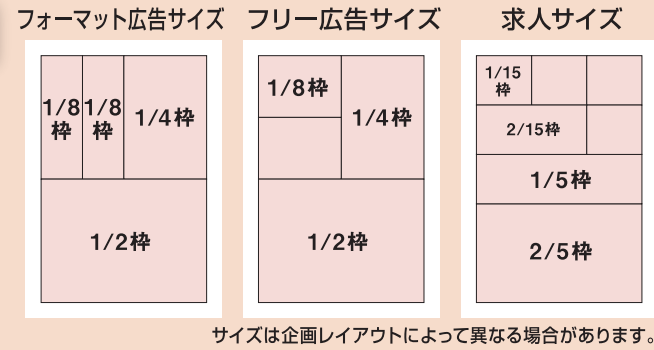 フォーマット広告サイズ
1/8
枠
1/8
枠
1/4枠
1/2枠
フリー広告サイズ
1/8枠
1/4枠
1/2枠
求人サイズ
1/15
枠
2/15枠
1/5枠
2/5枠
サイズは企画レイアウトによって異なる場合があります。